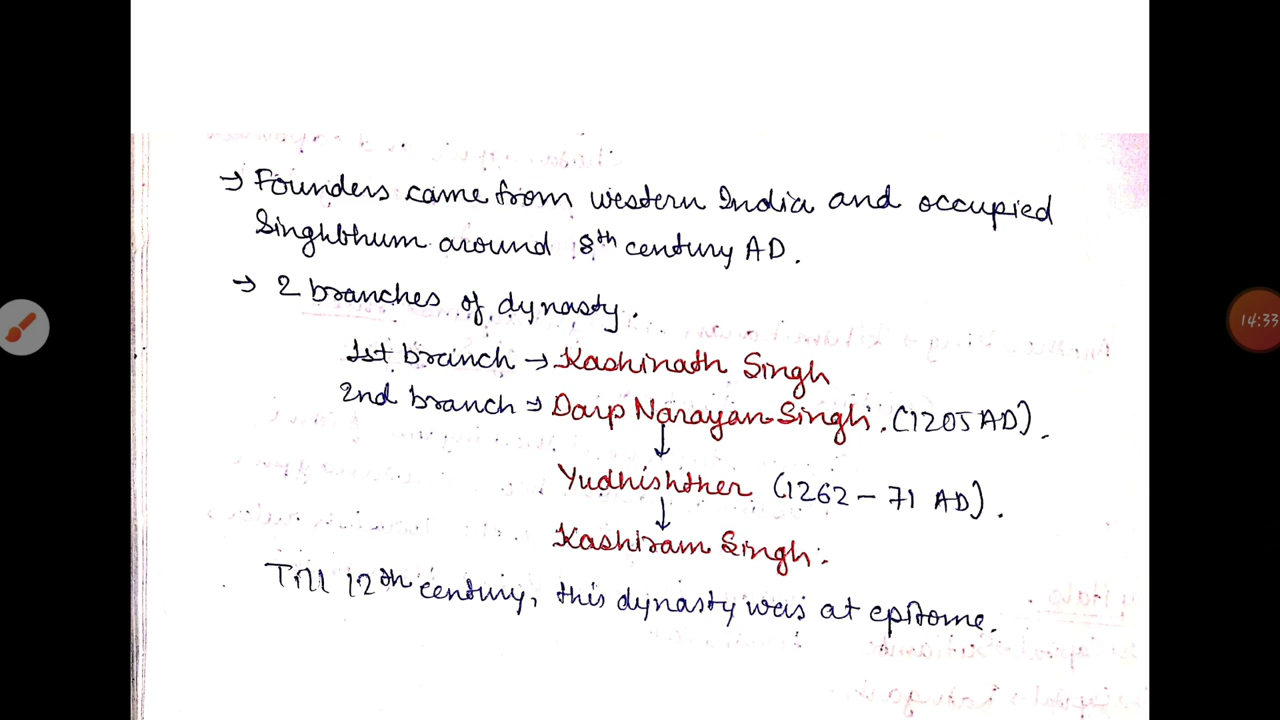 → Founders came from western India and occupied
Singhbhum around 8th century AD.
→ 2 branches of dynasty.
1st branch → Kashinath Singh
2nd branch → Darp Narayan Singh. (1205 AD).
↓
Yudhishther (1262 – 71 AD).
↓
Kashiram Singh.
Till 12th century, this dynasty was at epitome.
14:33